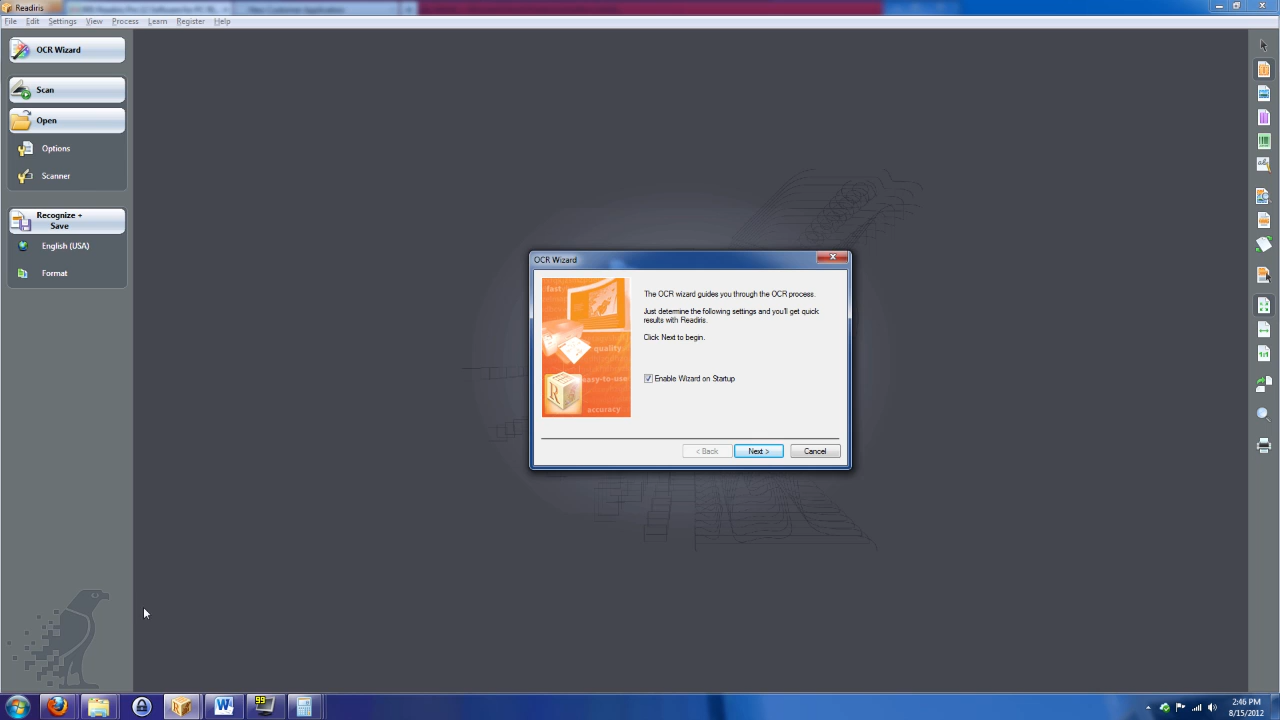 Readiris
File Edit Settings View Process Learn Register Help
OCR Wizard
Scan
Open
Options
Scanner
Recognize +
Save
English (USA)
Format
OCR Wizard
fast
quality
easy-to-use
accuracy
R
The OCR wizard guides you through the OCR process.
Just determine the following settings and you'll get quick
results with Readiris.
Click Next to begin.
Enable Wizard on Startup
< Back Next > Cancel
1:1
99
2:46 PM
8/15/2012